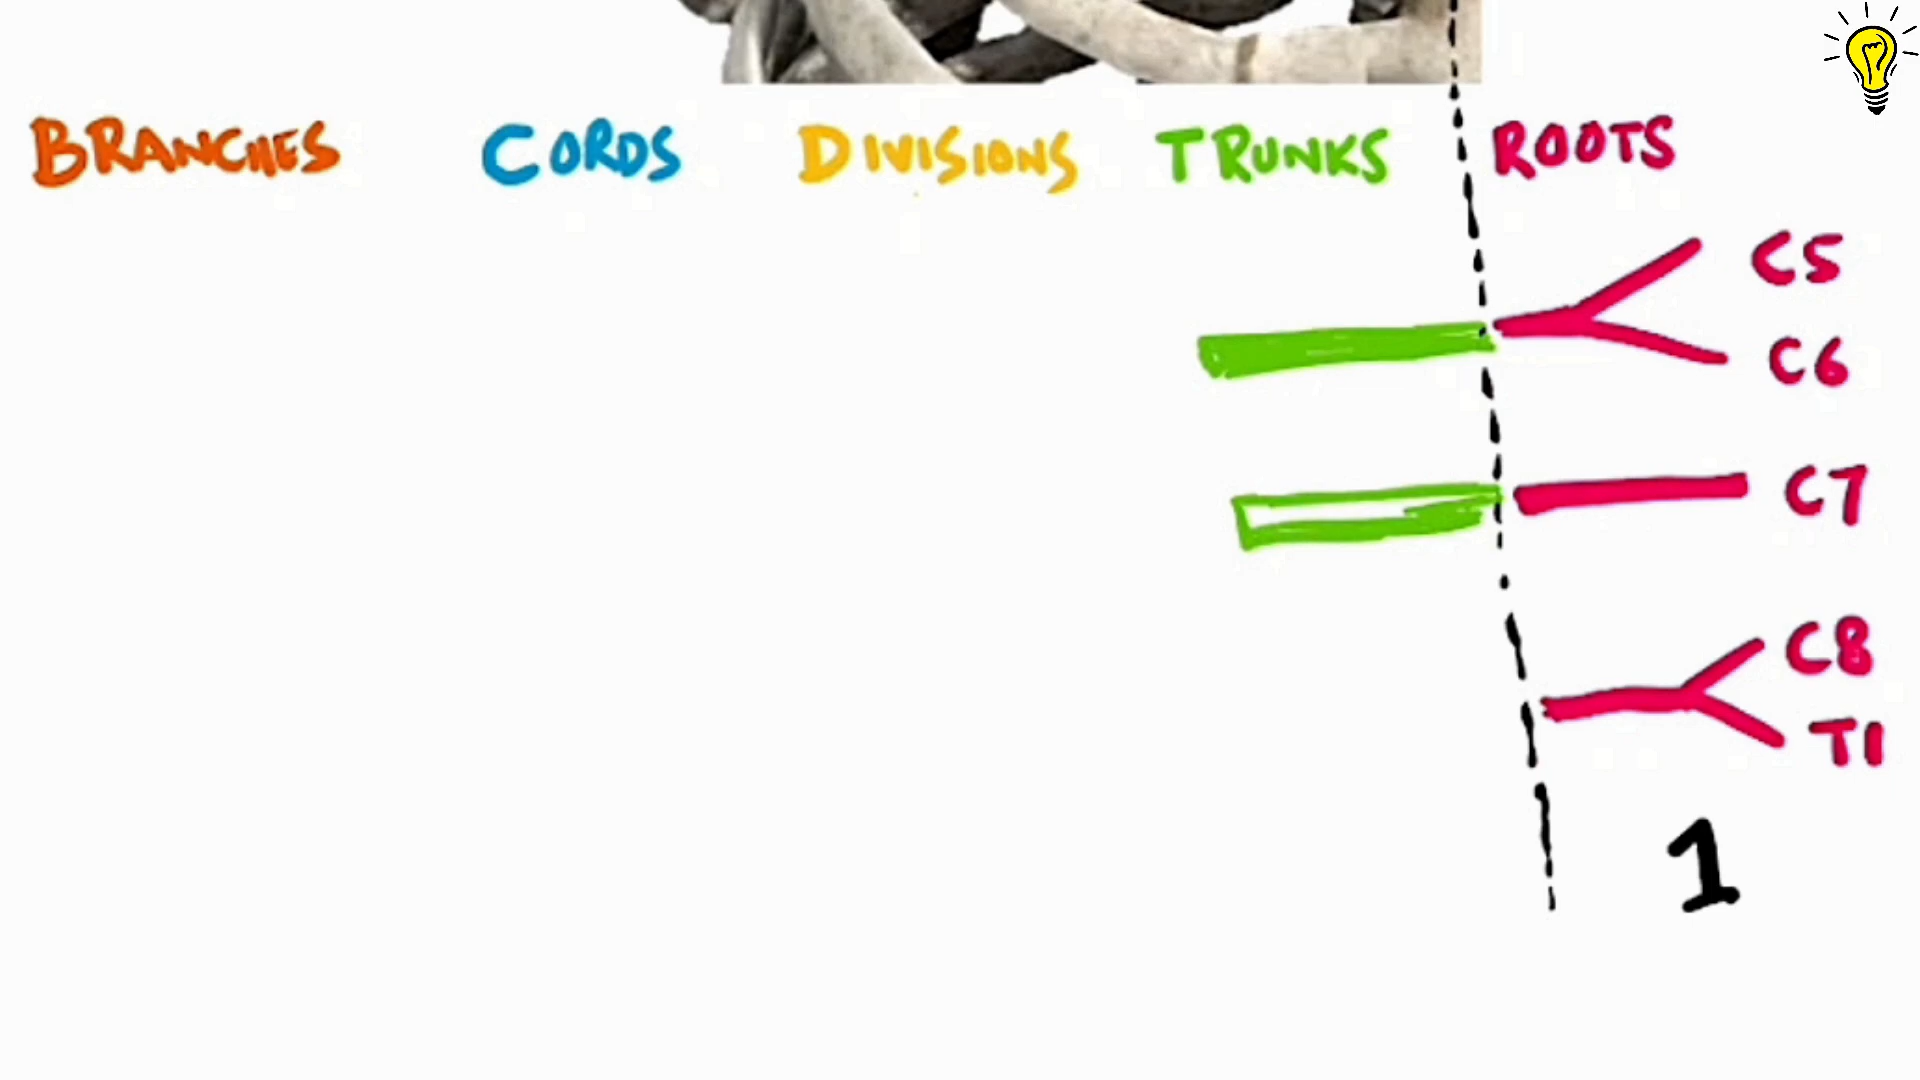 BRANCHES CORDS DIVISIONS TRUNKS ROOTS
C5
C6
C7
C8
T1
1